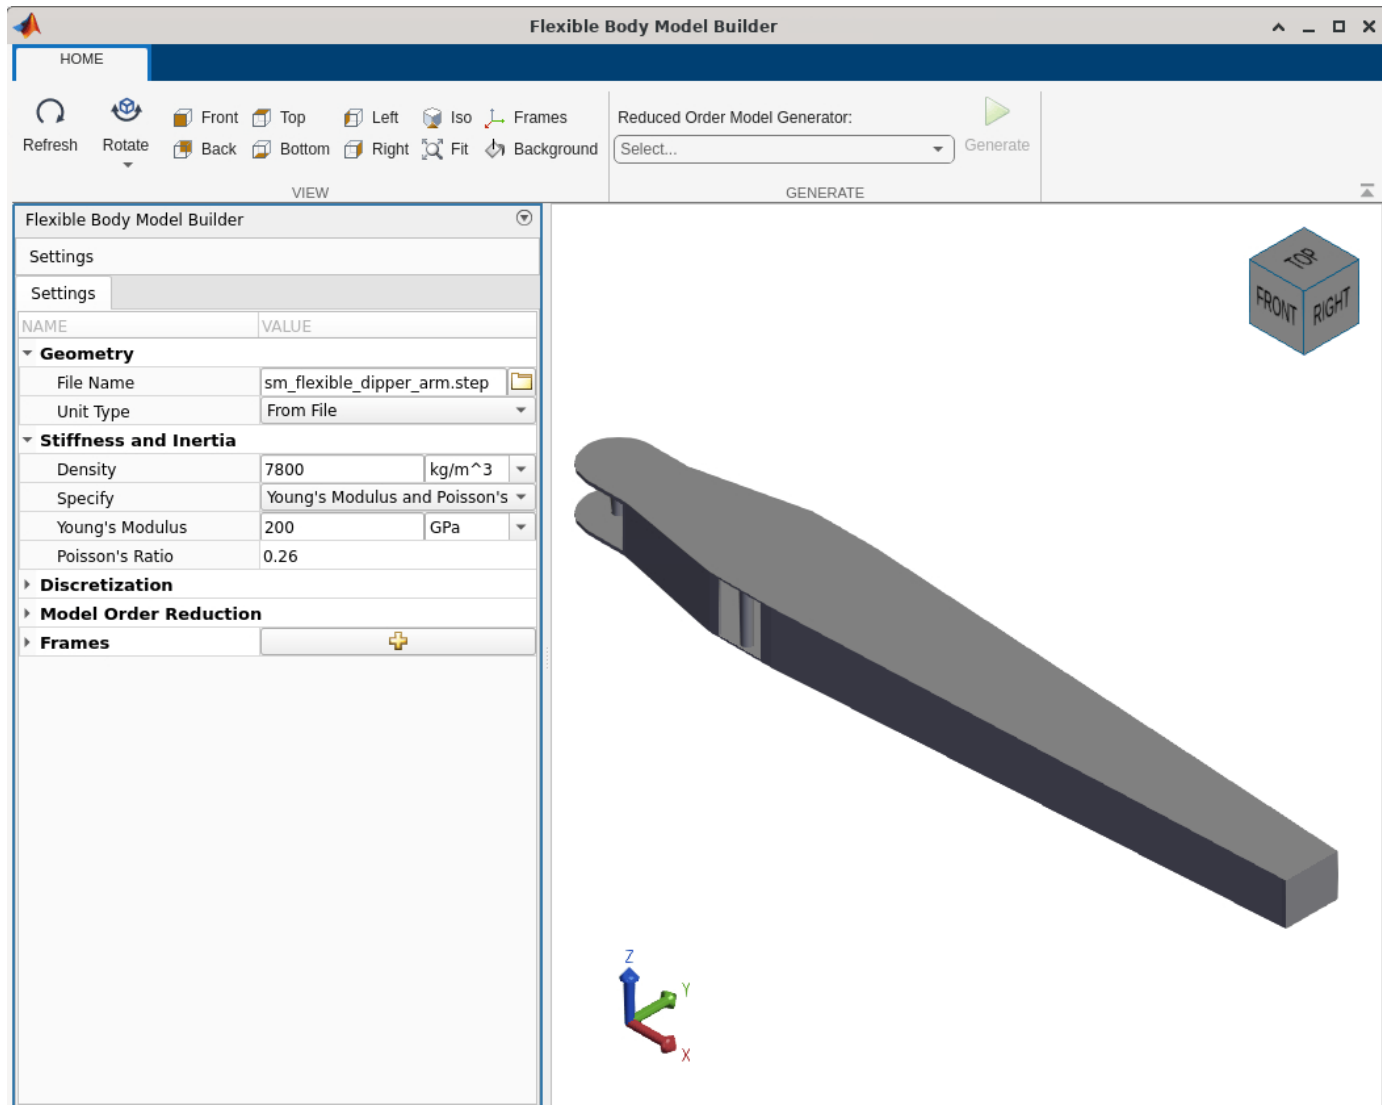 Flexible Body Model Builder
HOME
Refresh
Rotate
Front
Top
Left
Iso
Frames
Back
Bottom
Right
Fit
Background
VIEW
Reduced Order Model Generator:
Select...
Generate
GENERATE
Flexible Body Model Builder
Settings
Settings
NAME VALUE
Geometry
File Name sm_flexible_dipper_arm.step
Unit Type From File
Stiffness and Inertia
Density 7800 kg/m^3
Specify Young's Modulus and Poisson's
Young's Modulus 200 GPa
Poisson's Ratio 0.26
Discretization
Model Order Reduction
Frames
TOP
FRONT
RIGHT
Z
Y
X